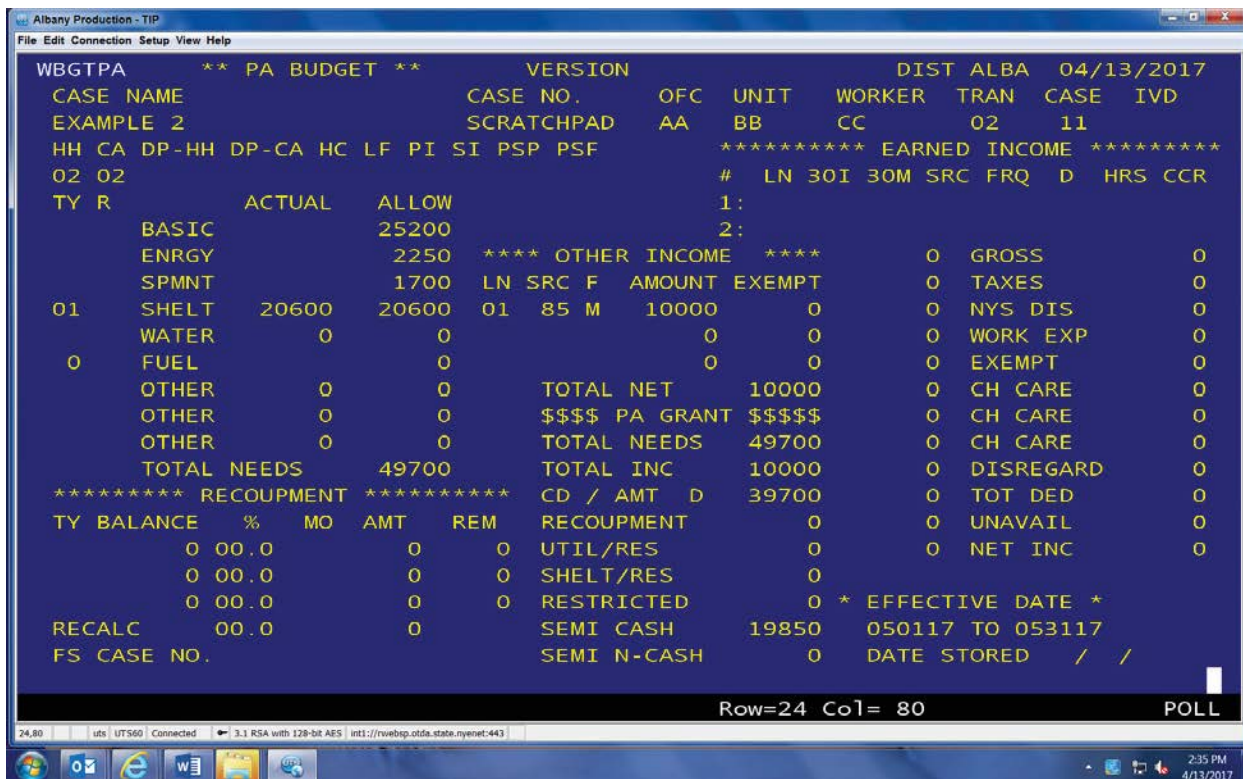 Albany Production - TIP
File Edit Connection Setup View Help
WBGTPA ** PA BUDGET ** VERSION DIST ALBA 04/13/2017
CASE NAME CASE NO. OFC UNIT WORKER TRAN CASE IVD
EXAMPLE 2 SCRATCHPAD AA BB CC 02 11
HH CA DP-HH DP-CA HC LF PI SI PSP PSF ********** EARNED INCOME *********
02 02 # LN 30I 30M SRC FRQ D HRS CCR
TY R ACTUAL ALLOW 1:
BASIC 25200 2:
ENRGY 2250 **** OTHER INCOME **** 0 GROSS 0
SPMNT 1700 LN SRC F AMOUNT EXEMPT 0 TAXES 0
01 SHELT 20600 20600 01 85 M 10000 0 0 NYS DIS 0
WATER 0 0 0 0 0 WORK EXP 0
0 FUEL 0 0 0 0 EXEMPT 0
OTHER 0 0 TOTAL NET 10000 0 CH CARE 0
OTHER 0 0 $$$$ PA GRANT $$$$$ 0 CH CARE 0
OTHER 0 0 TOTAL NEEDS 49700 0 CH CARE 0
TOTAL NEEDS 49700 TOTAL INC 10000 0 DISREGARD 0
********* RECOUPMENT ********** CD / AMT D 39700 0 TOT DED 0
TY BALANCE % MO AMT REM RECOUPMENT 0 0 UNAVAIL 0
0 00.0 0 0 UTIL/RES 0 0 NET INC 0
0 00.0 0 0 SHELT/RES 0
0 00.0 0 0 RESTRICTED 0 * EFFECTIVE DATE *
RECALC 00.0 0 SEMI CASH 19850 050117 TO 053117
FS CASE NO. SEMI N-CASH 0 DATE STORED / /
Row=24 Col= 80 POLL
24,80 uts UTS60 Connected 3.1 RSA with 128-bit AES int1://rwebsp.otda.state.nyenet:443
2:35 PM
4/13/2017